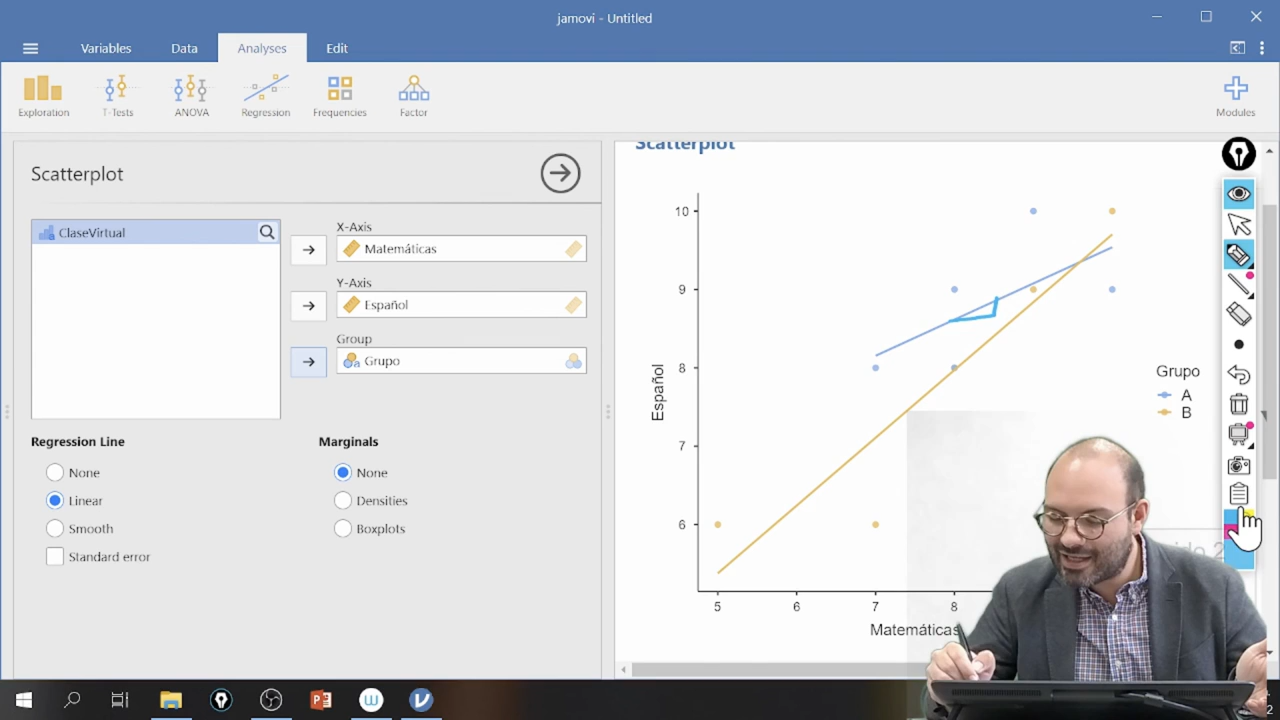 jamovi - Untitled
Variables
Data
Analyses
Edit
Exploration
T-Tests
ANOVA
Regression
Frequencies
Factor
Modules
Scatterplot
ClaseVirtual
X-Axis
Matemáticas
Y-Axis
Español
Group
a Grupo
Regression Line
None
Linear
Smooth
Standard error
Marginals
None
Densities
Boxplots
Scatterplot
10
9
8
7
6
Español
5
6
7
8
Matemáticas
Grupo
A
B